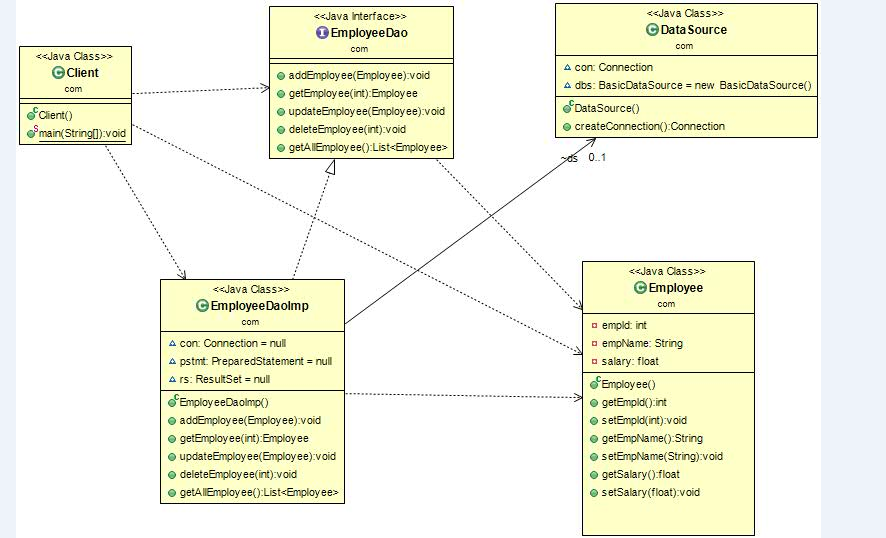 <<Java Class>>
C Client
com
C Client()
S main(String[]):void
<<Java Interface>>
I EmployeeDao
com
addEmployee(Employee):void
getEmployee(int):Employee
updateEmployee(Employee):void
deleteEmployee(int):void
getAllEmployee():List<Employee>
<<Java Class>>
C DataSource
com
con: Connection
dbs: BasicDataSource = new BasicDataSource()
C DataSource()
createConnection():Connection
~ds 0..1
<<Java Class>>
C EmployeeDaoImp
com
con: Connection = null
pstmt: PreparedStatement = null
rs: ResultSet = null
C EmployeeDaoImp()
addEmployee(Employee):void
getEmployee(int):Employee
updateEmployee(Employee):void
deleteEmployee(int):void
getAllEmployee():List<Employee>
<<Java Class>>
C Employee
com
empId: int
empName: String
salary: float
C Employee()
getEmpId():int
setEmpId(int):void
getEmpName():String
setEmpName(String):void
getSalary():float
setSalary(float):void